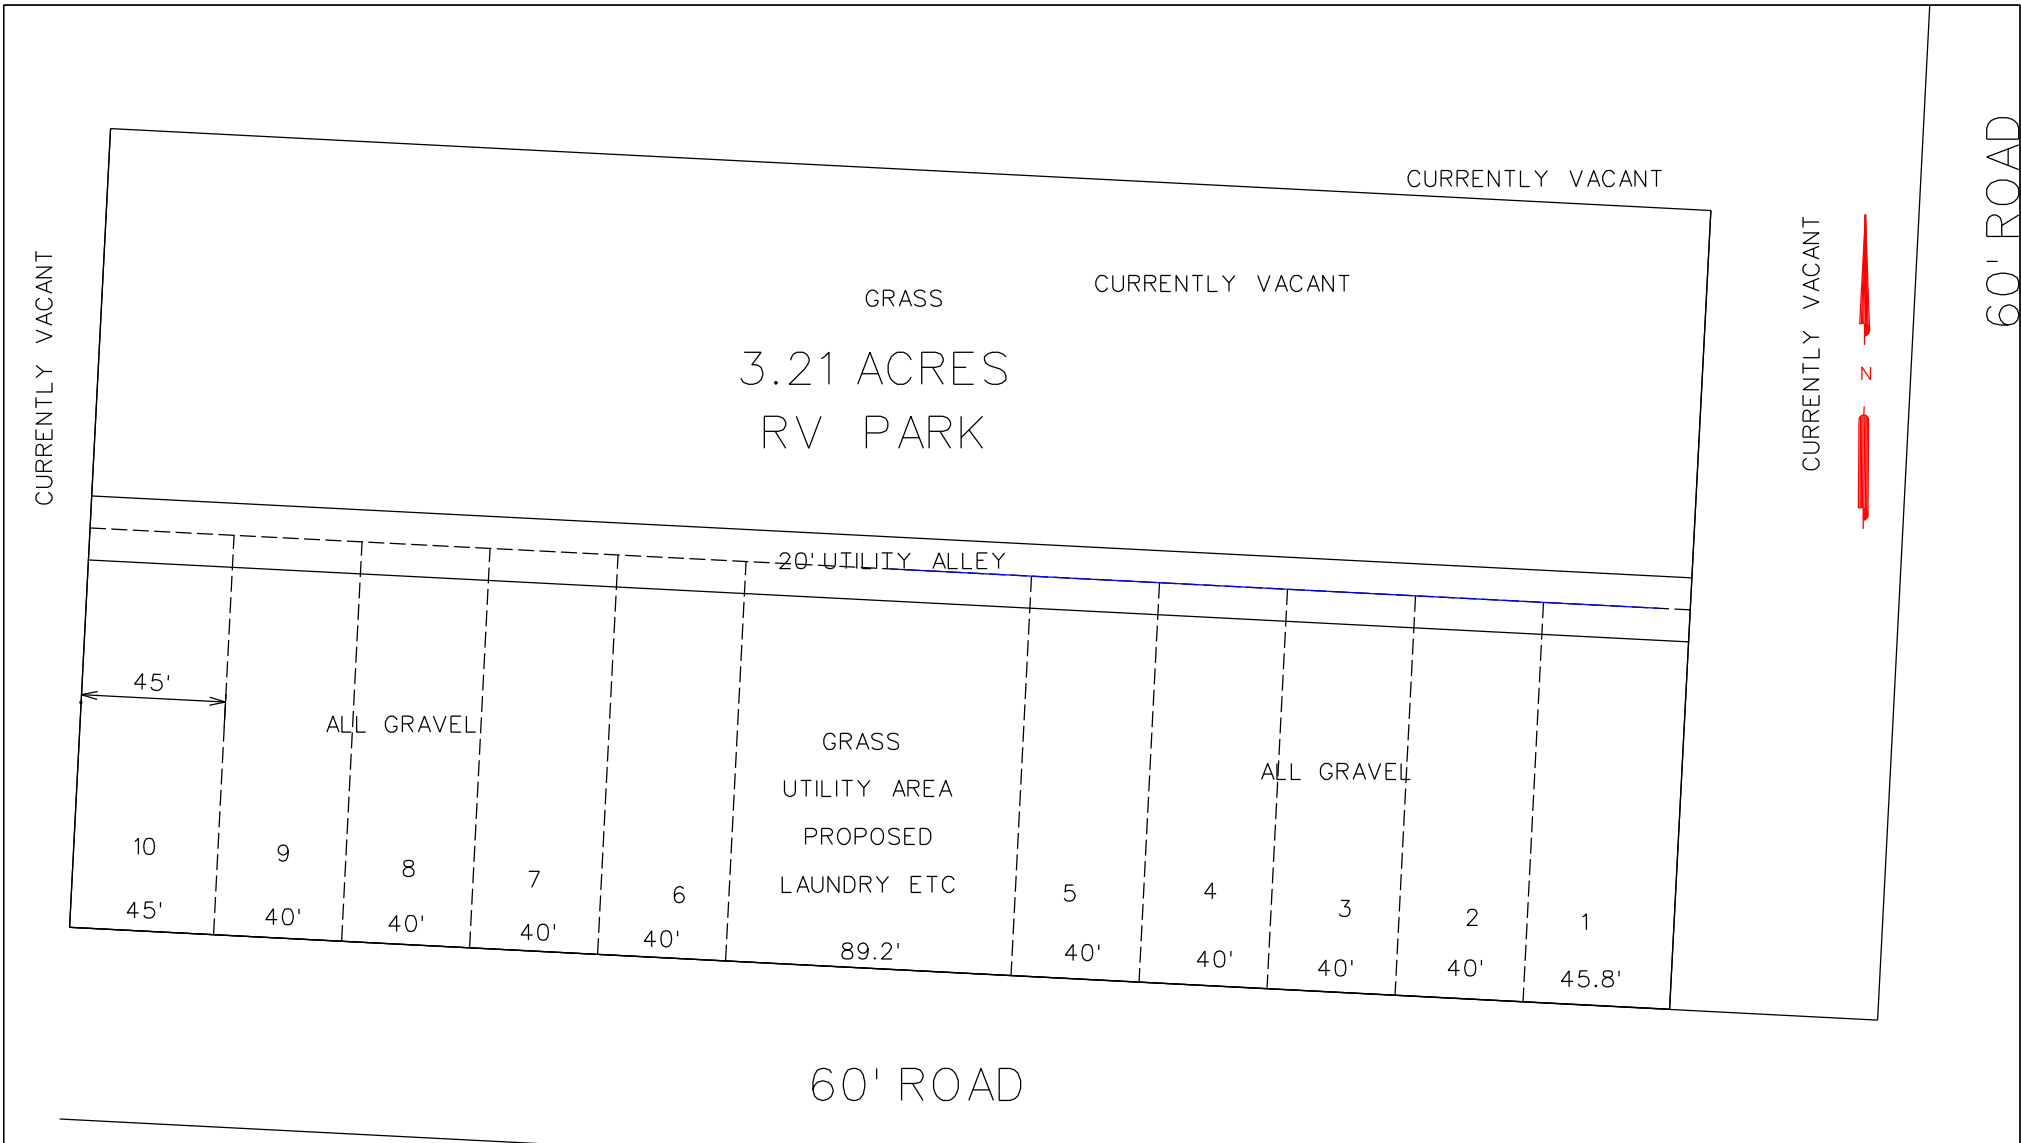 60' ROAD
CURRENTLY VACANT
CURRENTLY VACANT
CURRENTLY VACANT
CURRENTLY VACANT
GRASS
3.21 ACRES
RV PARK
N
20' UTILITY ALLEY
45'
ALL GRAVEL
GRASS
UTILITY AREA
PROPOSED
LAUNDRY ETC
89.2'
ALL GRAVEL
10
45'
9
40'
8
40'
7
40'
6
40'
5
40'
4
40'
3
40'
2
40'
1
45.8'
60' ROAD